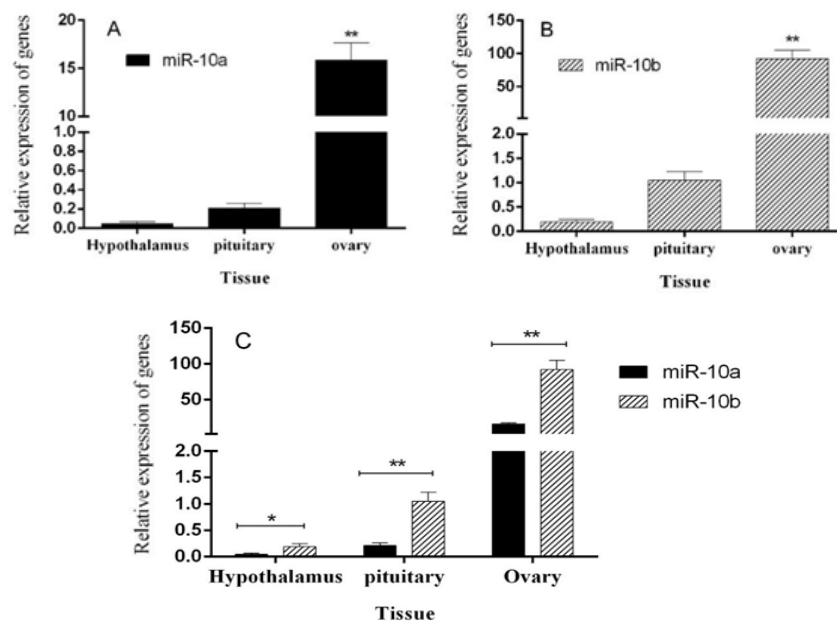 A
miR-10a
**
Relative expression of genes
20
15
10
1.0
0.8
0.6
0.4
0.2
0.0
Hypothalamus pituitary ovary
Tissue
B
miR-10b
**
Relative expression of genes
150
100
50
2.0
1.5
1.0
0.5
0.0
Hypothalamus pituitary ovary
Tissue
C
miR-10a
miR-10b
Relative expression of genes
150
100
50
2.0
1.5
1.0
0.5
0.0
*
**
**
Hypothalamus pituitary Ovary
Tissue